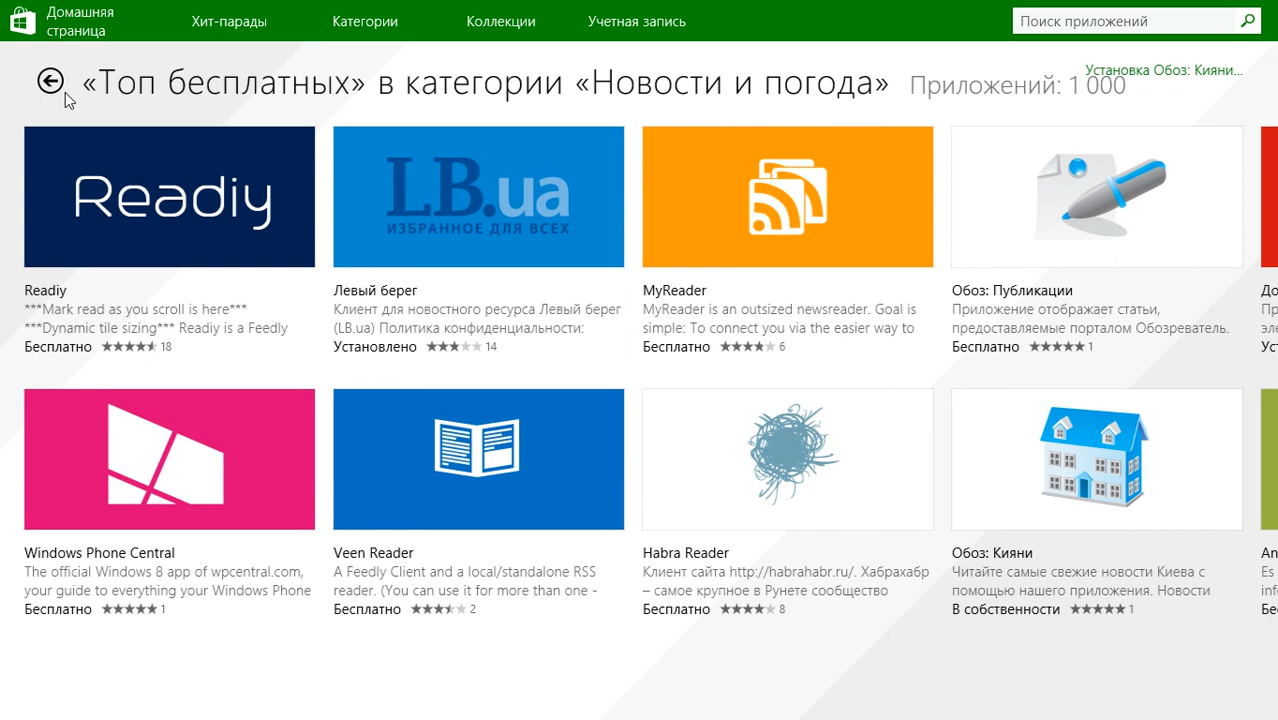 Домашняя
страница
Хит-парады
Категории
Коллекции
Учетная запись
Поиск приложений
«Топ бесплатных» в категории «Новости и погода»
Приложений: 1 000
Установка Обоз: Кияни...
Readiy
LB.ua
ИЗБРАННОЕ ДЛЯ ВСЕХ
Readiy
***Mark read as you scroll is here***
***Dynamic tile sizing*** Readiy is a Feedly
Бесплатно 18
Левый берег
Клиент для новостного ресурса Левый берег
(LB.ua) Политика конфиденциальности:
Установлено 14
MyReader
MyReader is an outsized newsreader. Goal is
simple: To connect you via the easier way to
Бесплатно 6
Обоз: Публикации
Приложение отображает статьи,
предоставляемые порталом Обозреватель.
Бесплатно 1
Windows Phone Central
The official Windows 8 app of wpcentral.com,
your guide to everything your Windows Phone
Бесплатно 1
Veen Reader
A Feedly Client and a local/standalone RSS
reader. (You can use it for more than one -
Бесплатно 2
Habra Reader
Клиент сайта http://habrahabr.ru/. Хабрахабр
– самое крупное в Рунете сообщество
Бесплатно 8
Обоз: Кияни
Читайте самые свежие новости Киева с
помощью нашего приложения. Новости
В собственности 1